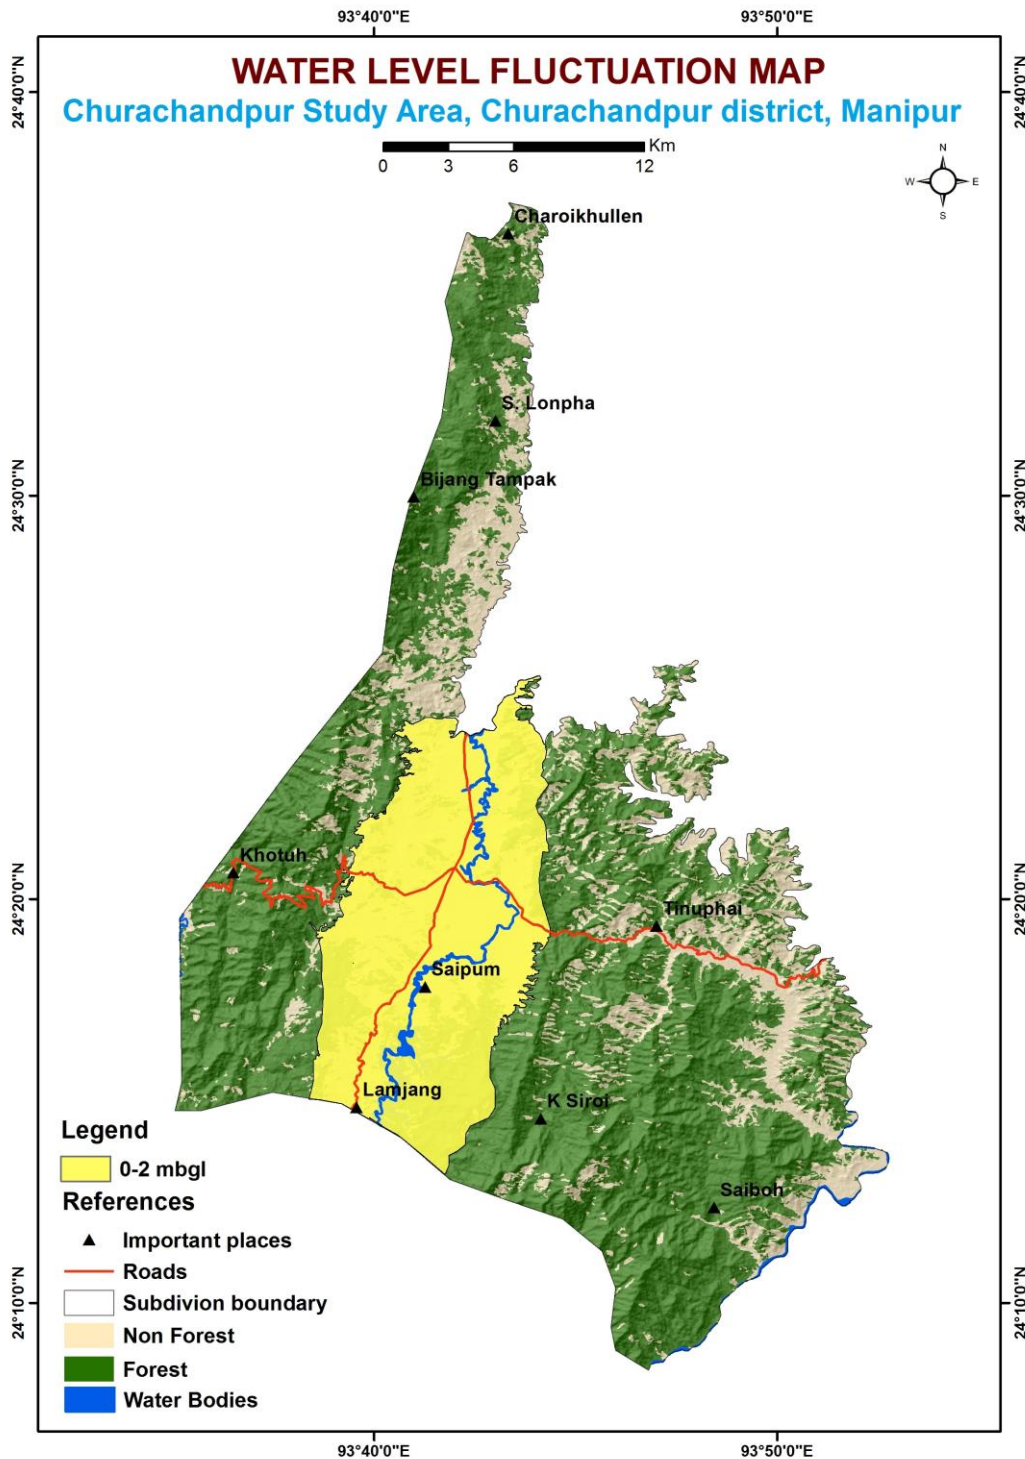 93°40'0"E 93°50'0"E
WATER LEVEL FLUCTUATION MAP
24°40'0"N 24°40'0"N
Churachandpur Study Area, Churachandpur district, Manipur
Km
0 3 6 12
N
W E
S
Charoikhullen
S. Lonpha
Bijang Tampak
24°30'0"N 24°30'0"N
Khotuh
24°20'0"N 24°20'0"N
Tinuphai
Saipum
Lamjang
K Siroi
Legend
0-2 mbgl
Saiboh
References
Important places
Roads
Subdivion boundary
24°10'0"N 24°10'0"N
Non Forest
Forest
Water Bodies
93°40'0"E 93°50'0"E